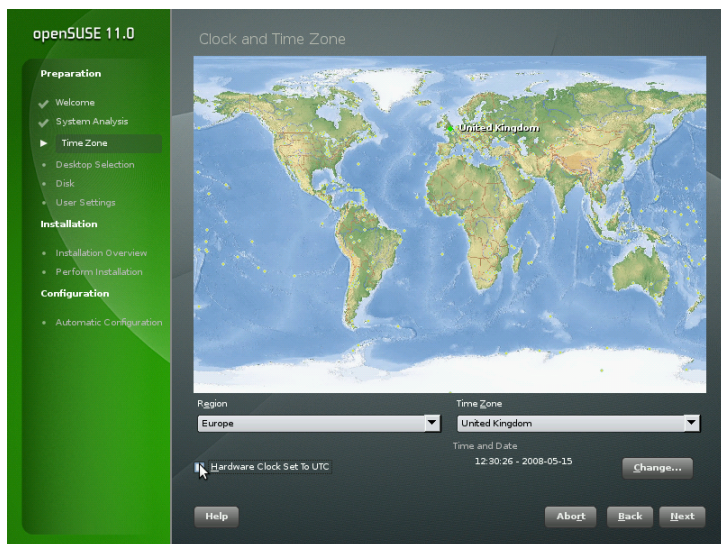 openSUSE 11.0
Preparation
Welcome
System Analysis
Time Zone
Desktop Selection
Disk
User Settings
Installation
Installation Overview
Perform Installation
Configuration
Automatic Configuration
Clock and Time Zone
United Kingdom
Region
Time Zone
Europe
United Kingdom
Time and Date
12:30:26 - 2008-05-15
Hardware Clock Set To UTC
Change...
Help
Abort
Back
Next